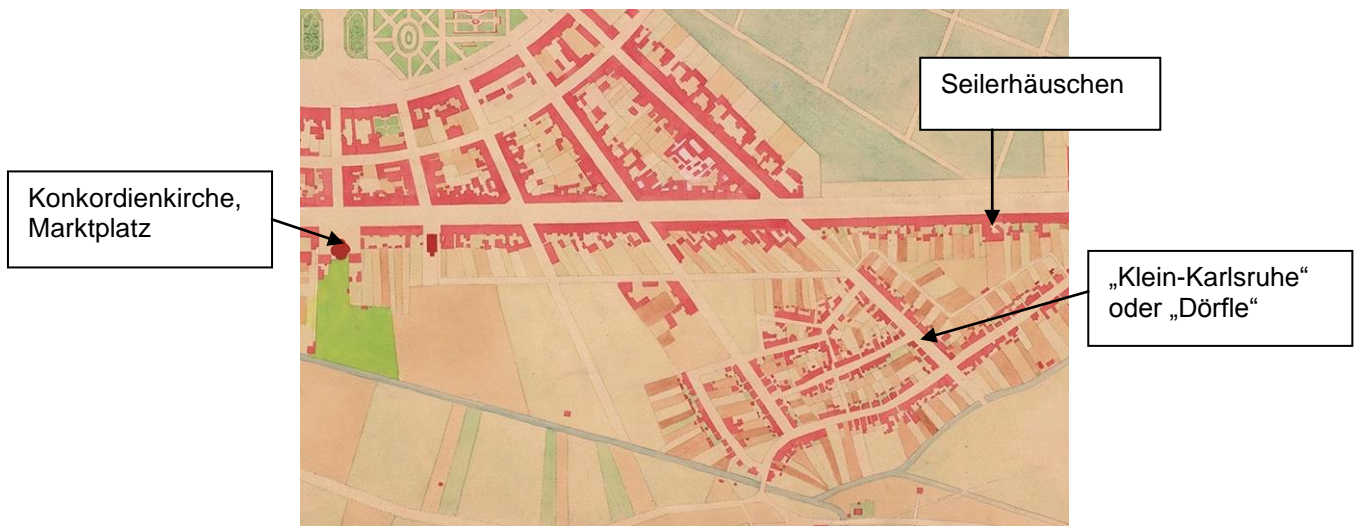 Seilerhäuschen
Konkordienkirche,
Marktplatz
„Klein-Karlsruhe“
oder „Dörfle“